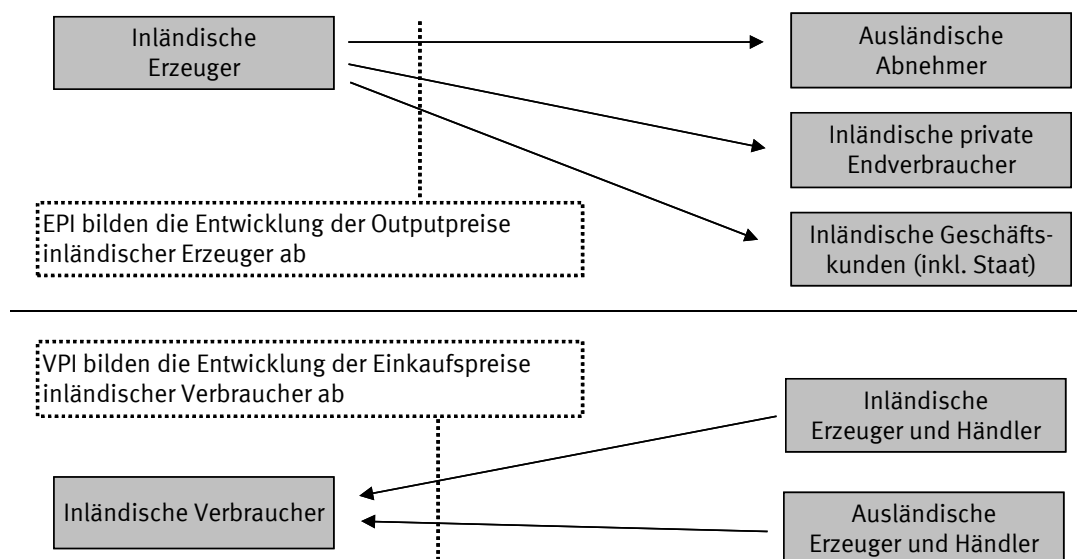 Inländische
Erzeuger
Ausländische
Abnehmer
Inländische private
Endverbraucher
EPI bilden die Entwicklung der Outputpreise
inländischer Erzeuger ab
Inländische Geschäfts-
kunden (inkl. Staat)
VPI bilden die Entwicklung der Einkaufspreise
inländischer Verbraucher ab
Inländische
Erzeuger und Händler
Inländische Verbraucher
Ausländische
Erzeuger und Händler